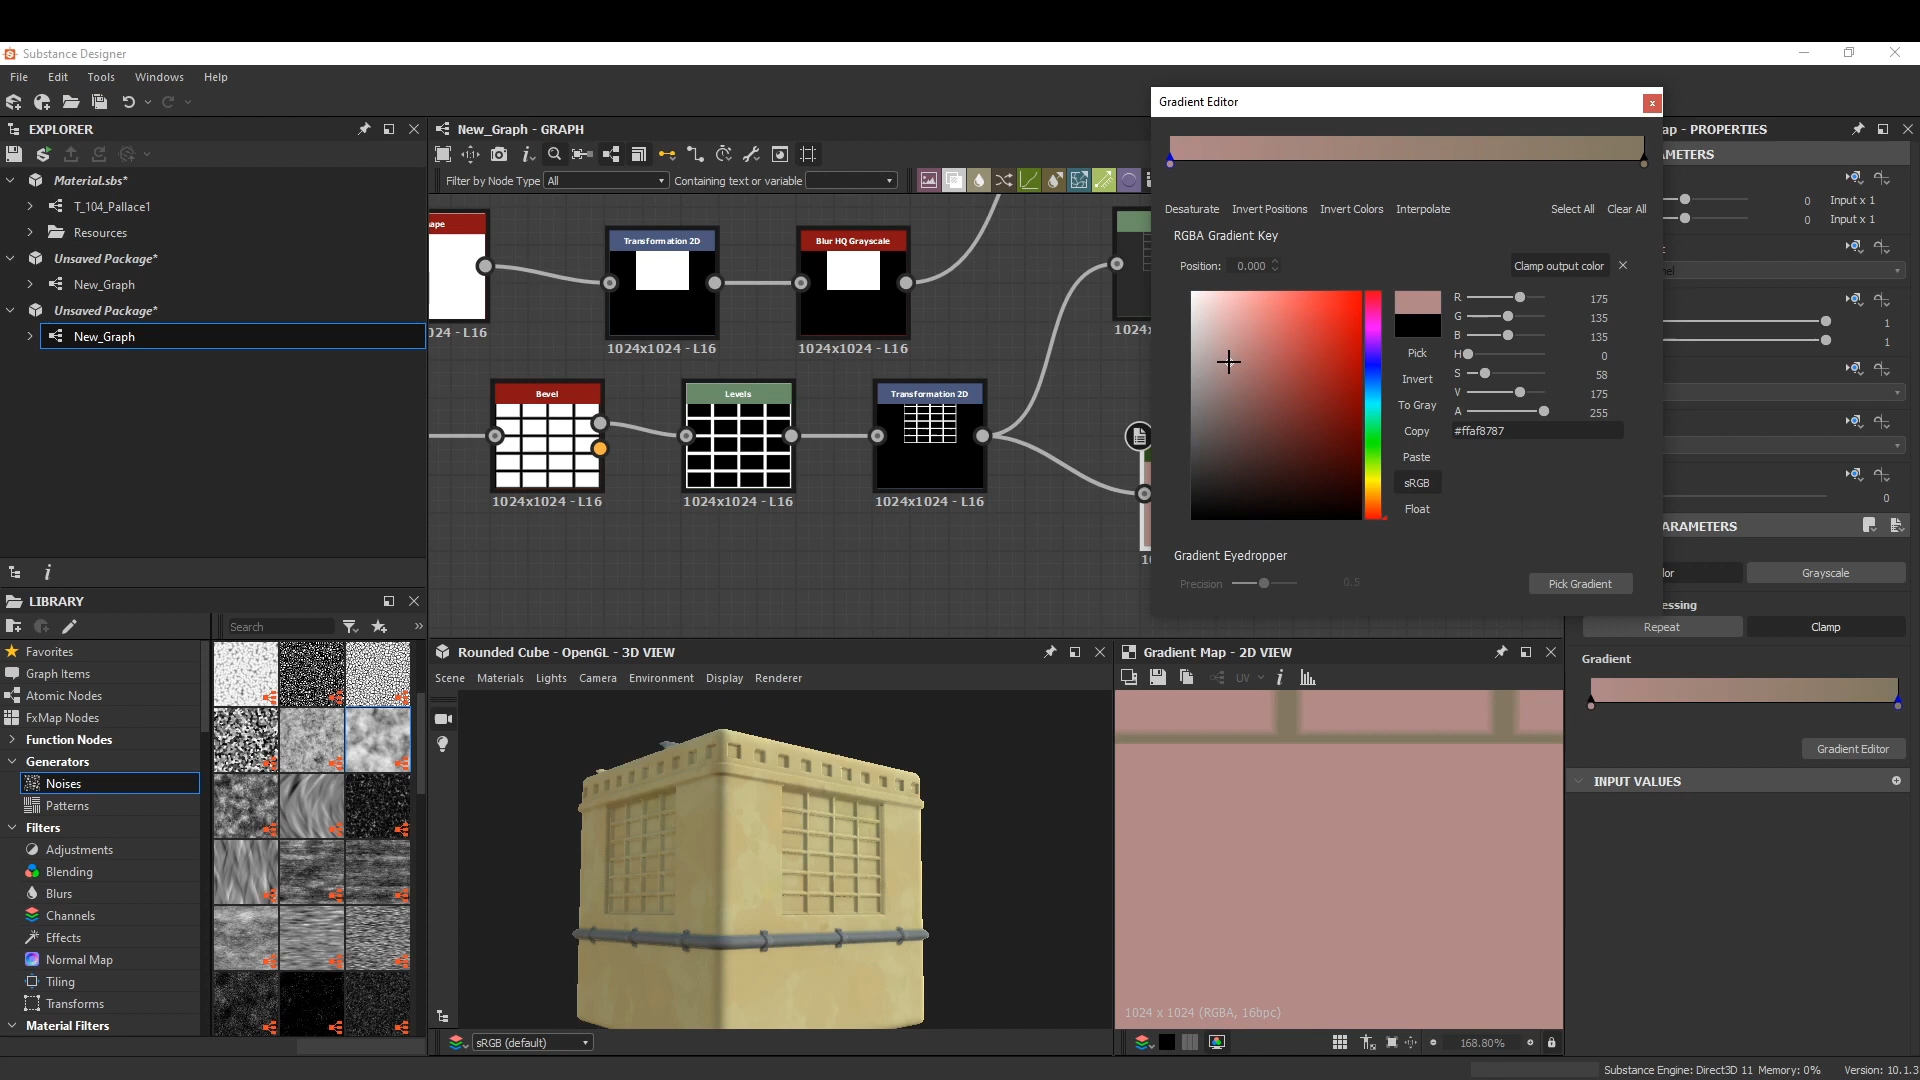 Substance Designer
File Edit Tools Windows Help
EXPLORER
Material.sbs*
T_104_Pallace1
Resources
Unsaved Package*
New_Graph
Unsaved Package*
New_Graph
LIBRARY
Search
»
Favorites
Graph Items
Atomic Nodes
FxMap Nodes
Function Nodes
Generators
Noises
Patterns
Filters
Adjustments
Blending
Blurs
Channels
Effects
Normal Map
Tiling
Transforms
Material Filters
New_Graph - GRAPH
Filter by Node Type All Containing text or variable
ape
024 - L16
Transformation 2D
1024x1024 - L16
Blur HQ Grayscale
1024x1024 - L16
1024x
Bevel
1024x1024 - L16
Levels
1024x1024 - L16
Transformation 2D
1024x1024 - L16
Rounded Cube - OpenGL - 3D VIEW
Scene Materials Lights Camera Environment Display Renderer
sRGB (default)
Gradient Map - 2D VIEW
UV
1024 x 1024 (RGBA, 16bpc)
168.80%
Gradient Editor
Desaturate Invert Positions Invert Colors Interpolate Select All Clear All
RGBA Gradient Key
Position: 0.000 Clamp output color
R 175
G 135
B 135
H 0
S 58
V 175
A 255
#ffaf8787
Pick
Invert
To Gray
Copy
Paste
sRGB
Float
Gradient Eyedropper
Precision 0.5 Pick Gradient
ap - PROPERTIES
METERS
0 Input x 1
0 Input x 1
nel
1
1
0
ARAMETERS
lor Grayscale
essing
Repeat Clamp
Gradient
Gradient Editor
INPUT VALUES
Substance Engine: Direct3D 11 Memory: 0% Version: 10.1.3